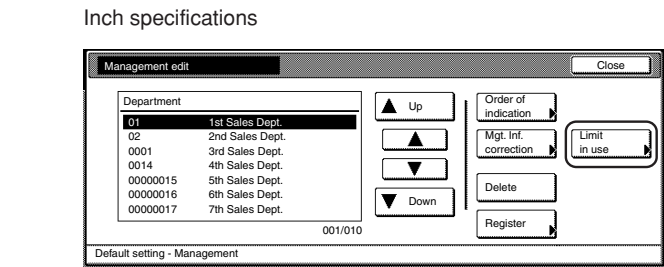 Inch specifications
Management edit
Close
Department
01 1st Sales Dept.
02 2nd Sales Dept.
0001 3rd Sales Dept.
0014 4th Sales Dept.
00000015 5th Sales Dept.
00000016 6th Sales Dept.
00000017 7th Sales Dept.
001/010
Up
Down
Order of
indication
Mgt. Inf.
correction
Delete
Register
Limit
in use
Default setting - Management